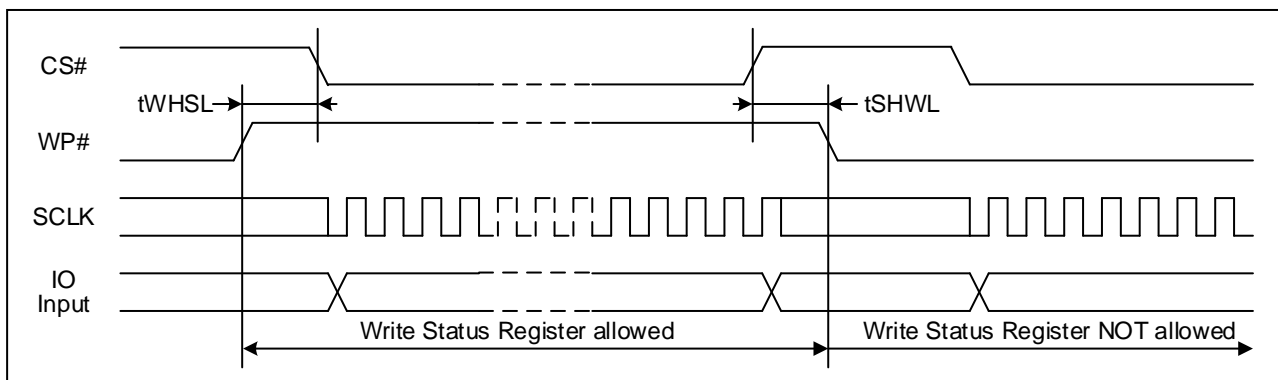 CS#
tWHSL
tSHWL
WP#
SCLK
IO
Input
Write Status Register allowed
Write Status Register NOT allowed